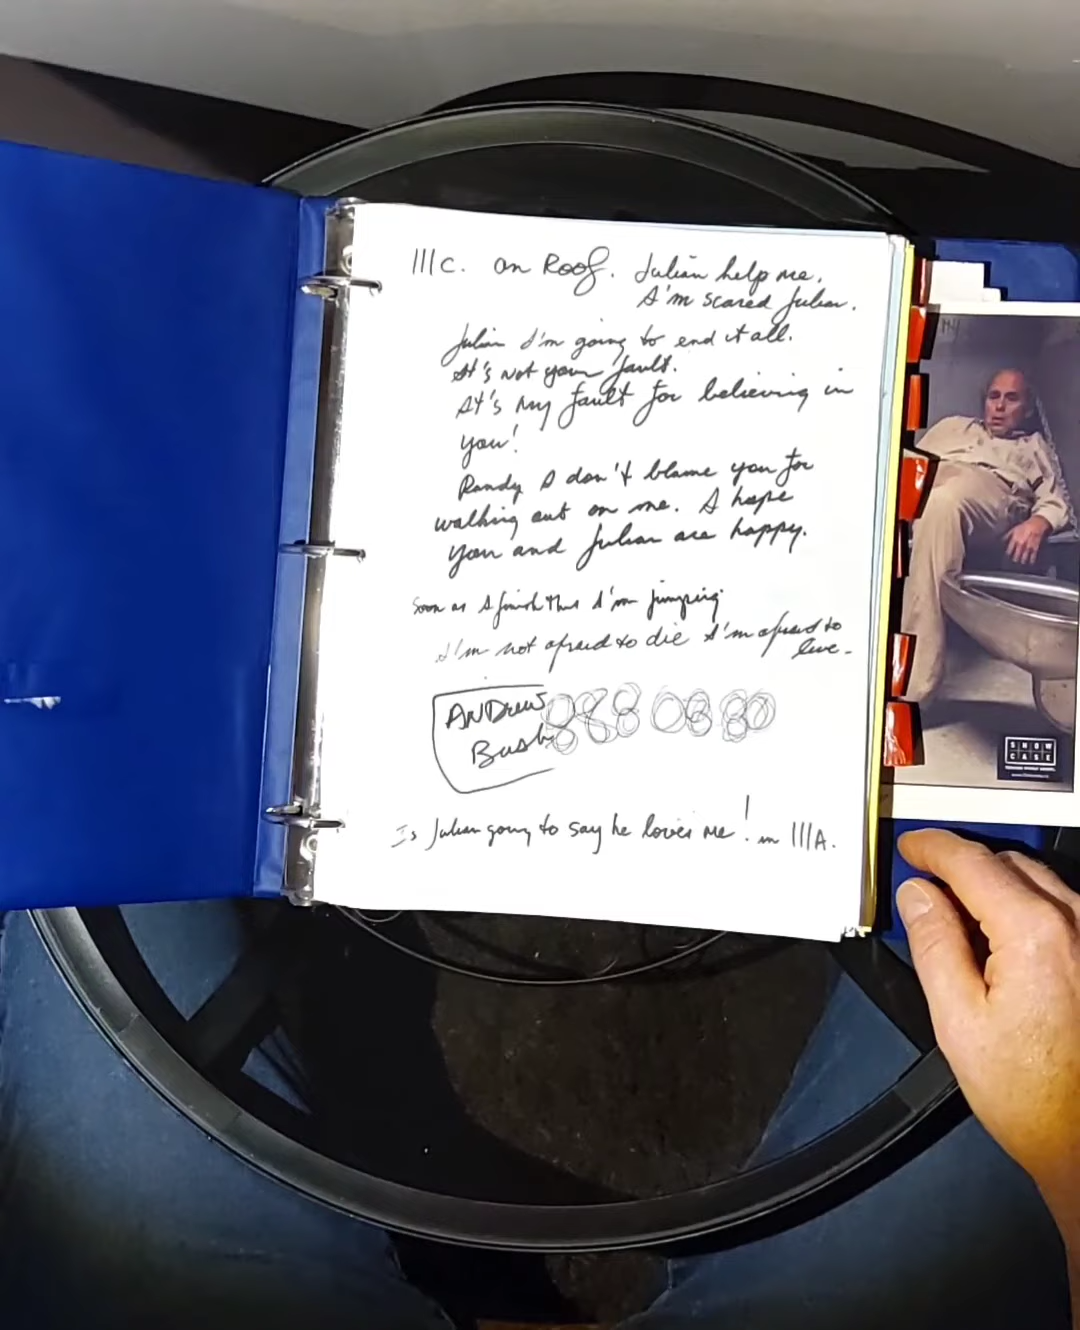 IIIC. on Roof. Julian help me.
I'm scared Julian.
Julian I'm going to end it all.
It's not your fault.
It's my fault for believing in
you!
Randy I don't blame you for
walking out on me. I hope
you and Julian are happy.
Soon as I finish this I'm jumping
I'm not afraid to die I'm afraid to
live.
Andrew
Bush
Is Julian going to say he loves me! in IIIA.
SHOW
CASE